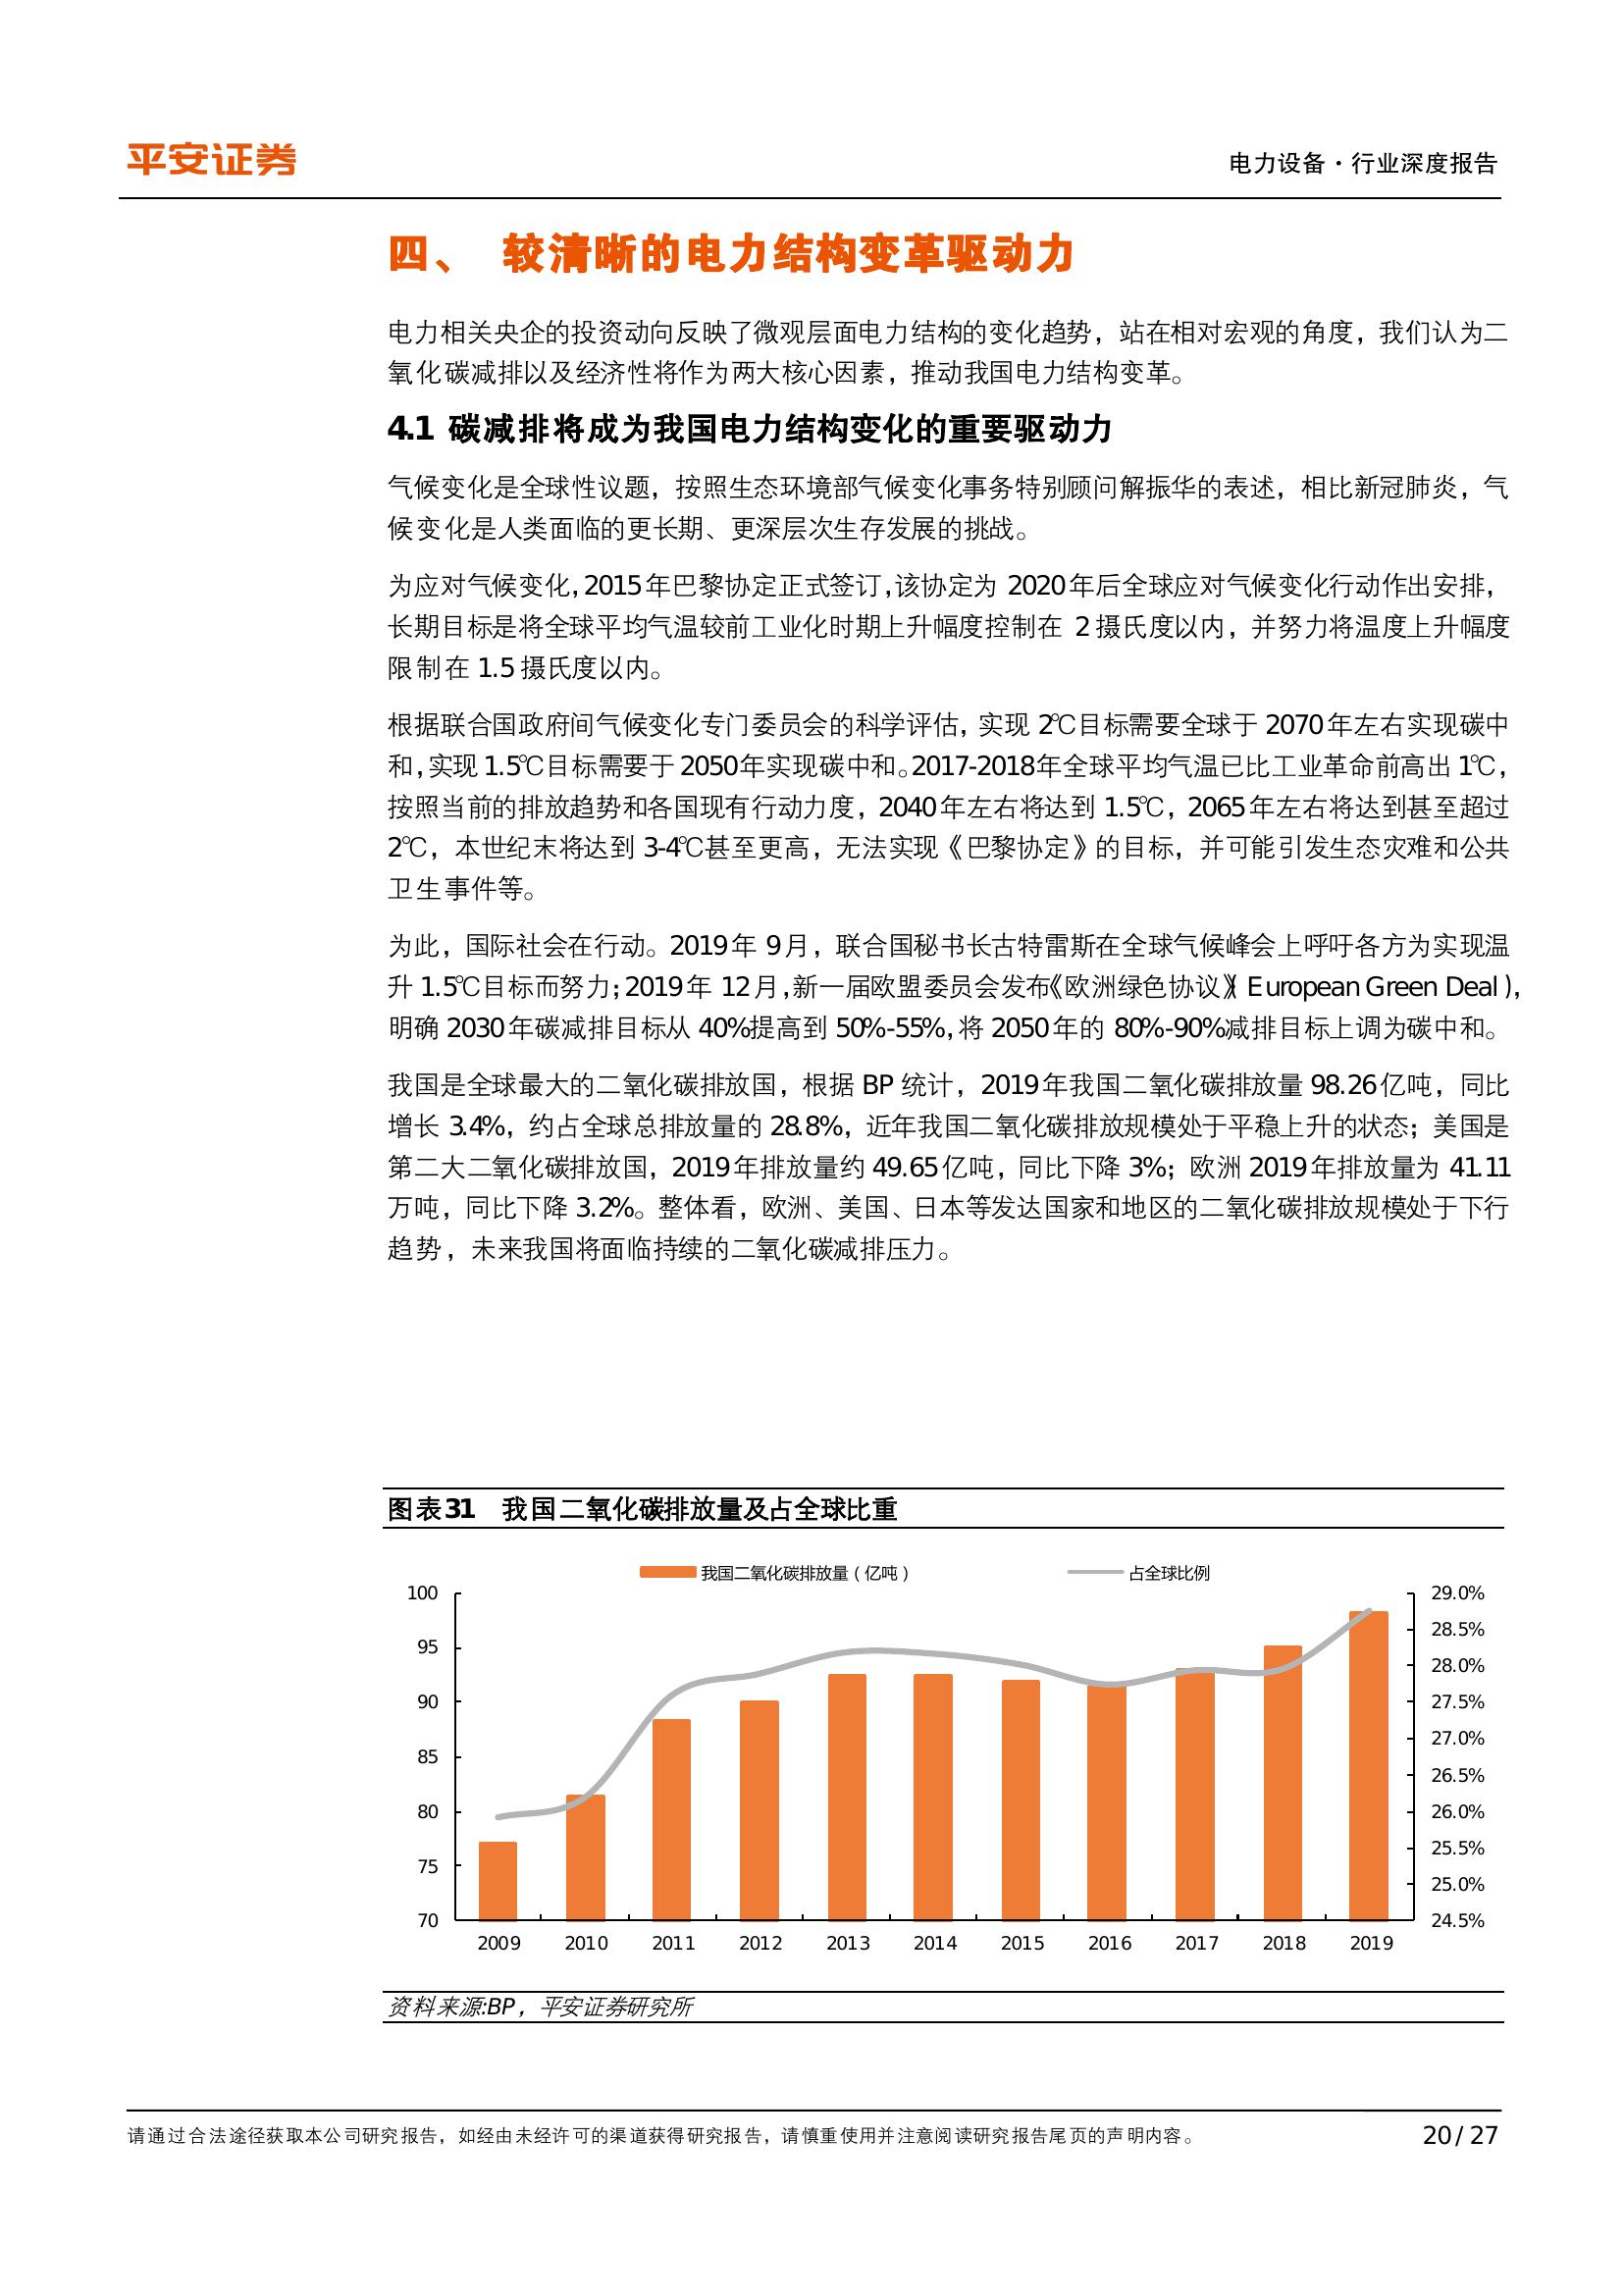 平安证券
电力设备·行业深度报告
四、 较清晰的电力结构变革驱动力
电力相关央企的投资动向反映了微观层面电力结构的变化趋势，站在相对宏观的角度，我们认为二
氧化碳减排以及经济性将作为两大核心因素，推动我国电力结构变革。
4.1 碳减排将成为我国电力结构变化的重要驱动力
气候变化是全球性议题，按照生态环境部气候变化事务特别顾问解振华的表述，相比新冠肺炎，气
候变化是人类面临的更长期、更深层次生存发展的挑战。
为应对气候变化，2015年巴黎协定正式签订，该协定为 2020年后全球应对气候变化行动作出安排，
长期目标是将全球平均气温较前工业化时期上升幅度控制在 2摄氏度以内，并努力将温度上升幅度
限制在 1.5摄氏度以内。
根据联合国政府间气候变化专门委员会的科学评估，实现 2℃目标需要全球于 2070年左右实现碳中
和，实现 1.5℃目标需要于 2050年实现碳中和。2017-2018年全球平均气温已比工业革命前高出 1℃，
按照当前的排放趋势和各国现有行动力度，2040年左右将达到 1.5℃，2065年左右将达到甚至超过
2℃，本世纪末将达到 3-4℃甚至更高，无法实现《巴黎协定》的目标，并可能引发生态灾难和公共
卫生事件等。
为此，国际社会在行动。2019年 9月，联合国秘书长古特雷斯在全球气候峰会上呼吁各方为实现温
升 1.5℃目标而努力；2019年 12月，新一届欧盟委员会发布《欧洲绿色协议》（European Green Deal），
明确 2030年碳减排目标从 40%提高到 50%-55%，将 2050年的 80%-90%减排目标上调为碳中和。
我国是全球最大的二氧化碳排放国，根据 BP 统计，2019年我国二氧化碳排放量 98.26亿吨，同比
增长 3.4%，约占全球总排放量的 28.8%，近年我国二氧化碳排放规模处于平稳上升的状态；美国是
第二大二氧化碳排放国，2019年排放量约 49.65亿吨，同比下降 3%；欧洲 2019年排放量为 41.11
万吨，同比下降 3.2%。整体看，欧洲、美国、日本等发达国家和地区的二氧化碳排放规模处于下行
趋势，未来我国将面临持续的二氧化碳减排压力。
图表31 我国二氧化碳排放量及占全球比重
我国二氧化碳排放量（亿吨） 占全球比例
100 29.0%
28.5%
95
28.0%
90 27.5%
27.0%
85
26.5%
80 26.0%
25.5%
75
25.0%
70 24.5%
2009 2010 2011 2012 2013 2014 2015 2016 2017 2018 2019
资料来源:BP，平安证券研究所
请通过合法途径获取本公司研究报告，如经由未经许可的渠道获得研究报告，请慎重使用并注意阅读研究报告尾页的声明内容。
20 / 27